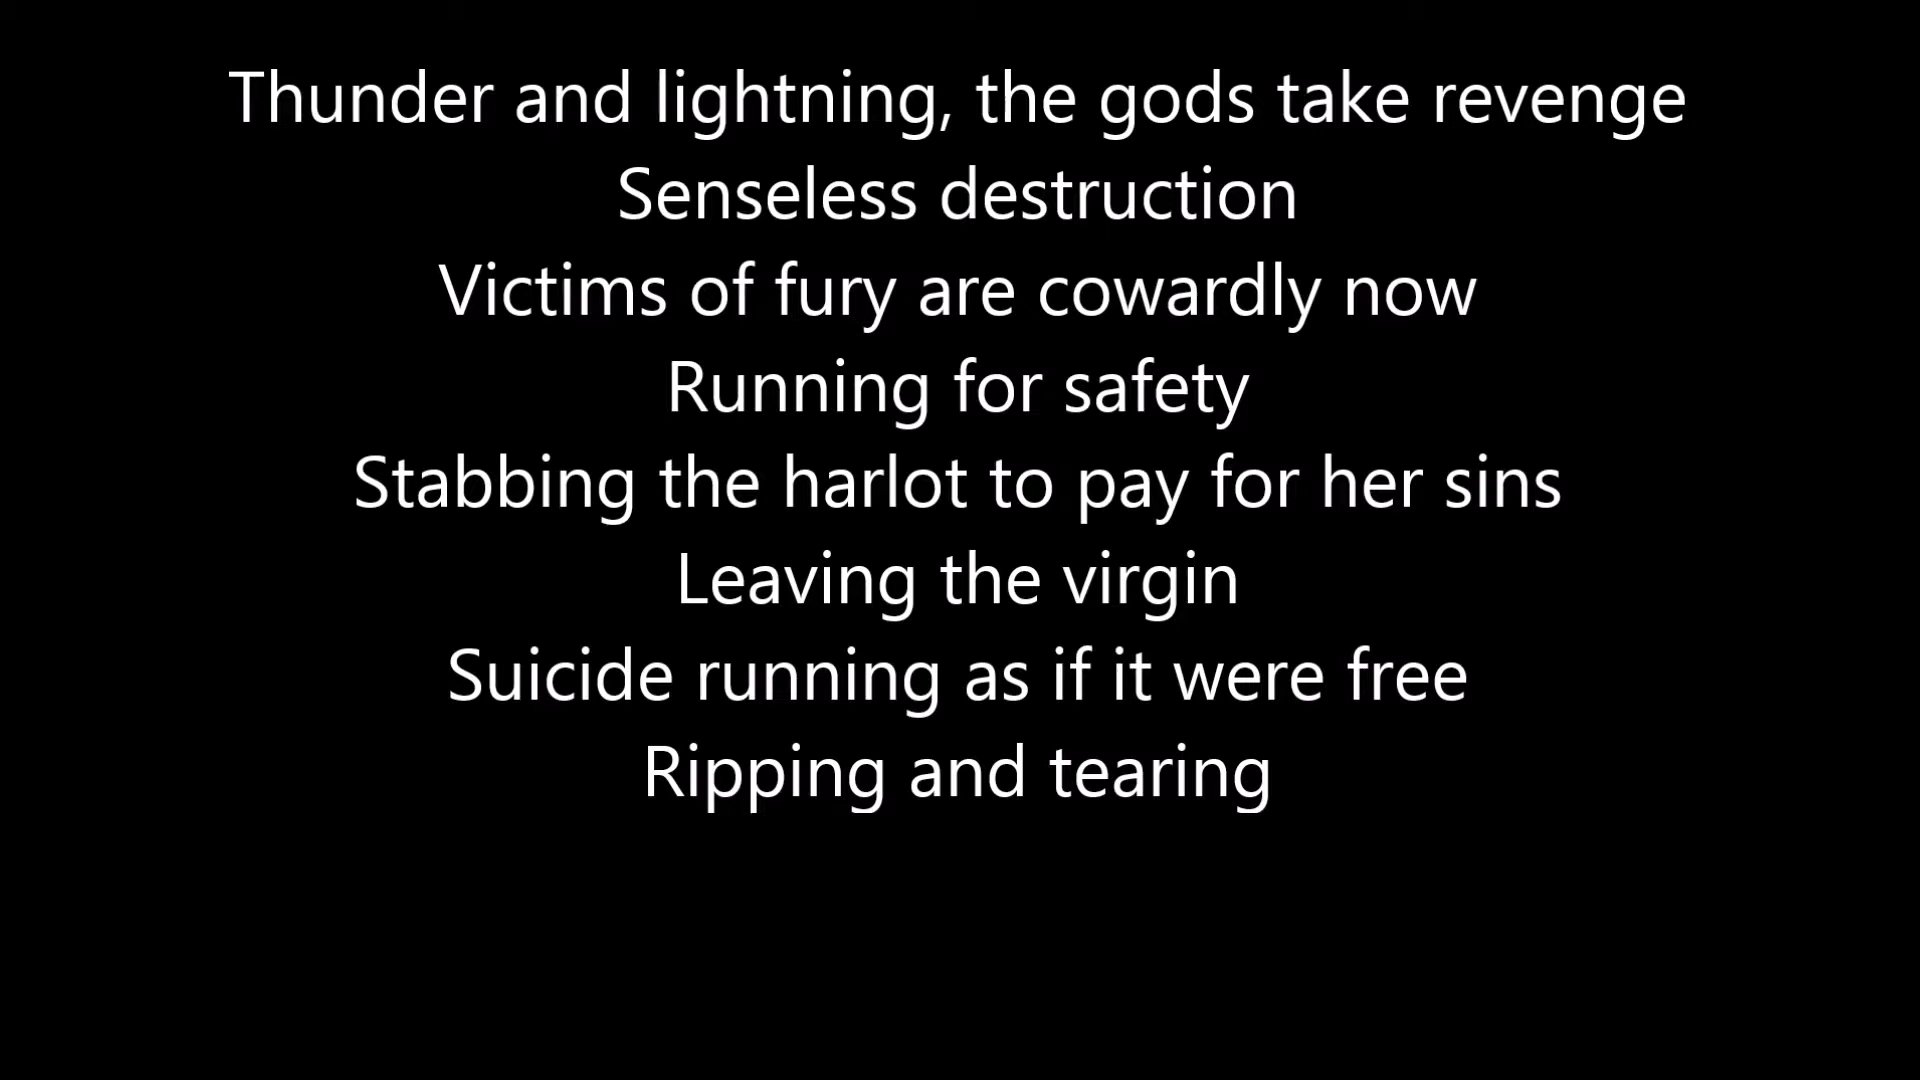 Thunder and lightning, the gods take revenge
Senseless destruction
Victims of fury are cowardly now
Running for safety
Stabbing the harlot to pay for her sins
Leaving the virgin
Suicide running as if it were free
Ripping and tearing